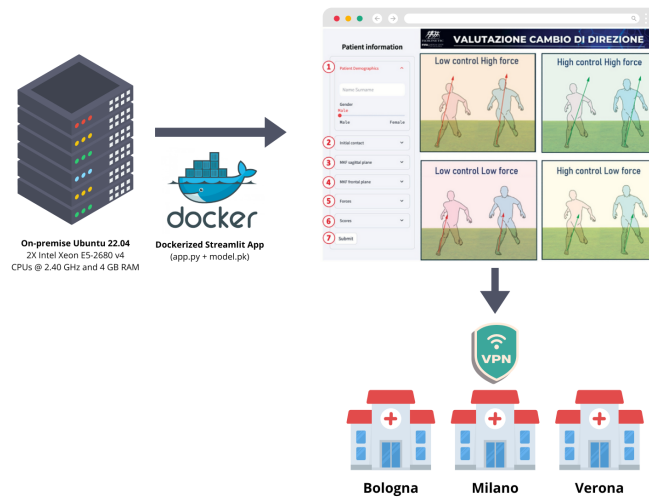 VALUTAZIONE CAMBIO DI DIREZIONE
Patient information
1
Patient Demographics
Name Surname
Gender
Male
Male Female
2 Initial contact
3 MKF sagittal plane
4 MKF frontal plane
5 Forces
6 Scores
7 Submit
Low control High force
High control High force
Low control Low force
High control Low force
docker
On-premise Ubuntu 22.04
2X Intel Xeon E5-2680 v4
CPUs @ 2.40 GHz and 4 GB RAM
Dockerized Streamlit App
(app.py + model.pk)
VPN
Bologna
Milano
Verona